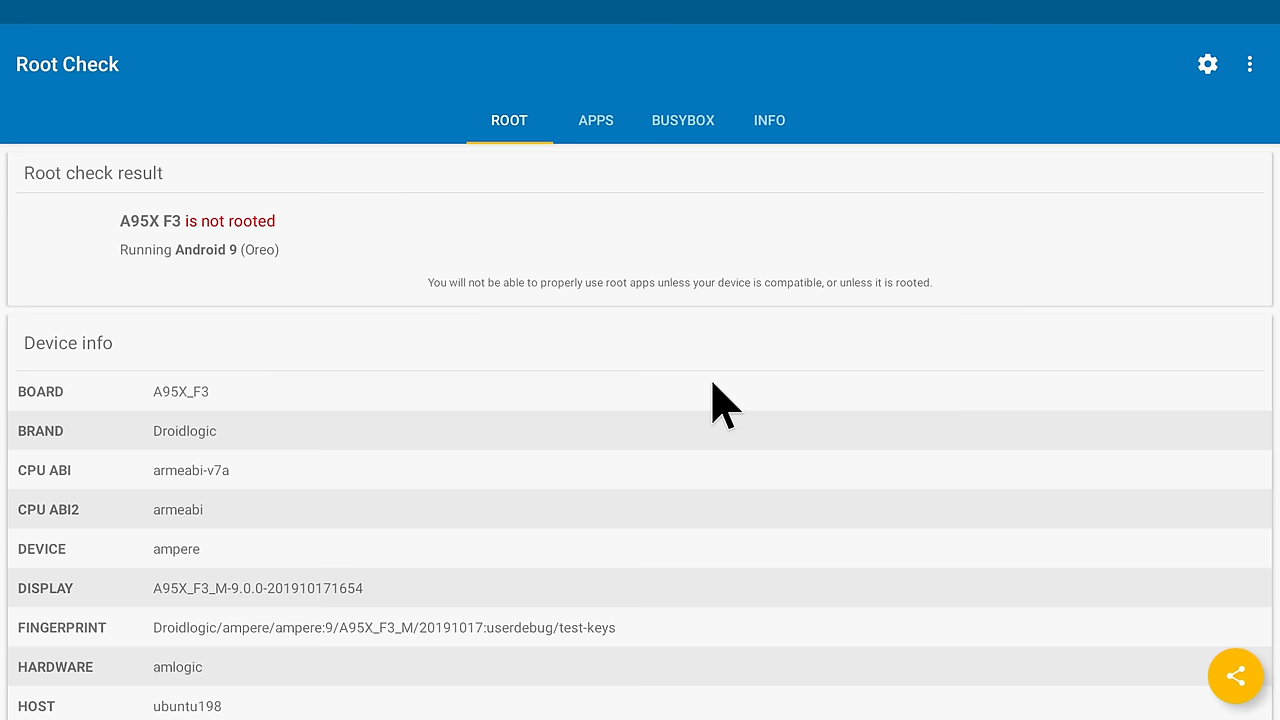 Root Check
ROOT APPS BUSYBOX INFO
Root check result
A95X F3 is not rooted
Running Android 9 (Oreo)
You will not be able to properly use root apps unless your device is compatible, or unless it is rooted.
Device info
BOARD A95X_F3
BRAND Droidlogic
CPU ABI armeabi-v7a
CPU ABI2 armeabi
DEVICE ampere
DISPLAY A95X_F3_M-9.0.0-201910171654
FINGERPRINT Droidlogic/ampere/ampere:9/A95X_F3_M/20191017:userdebug/test-keys
HARDWARE amlogic
HOST ubuntu198